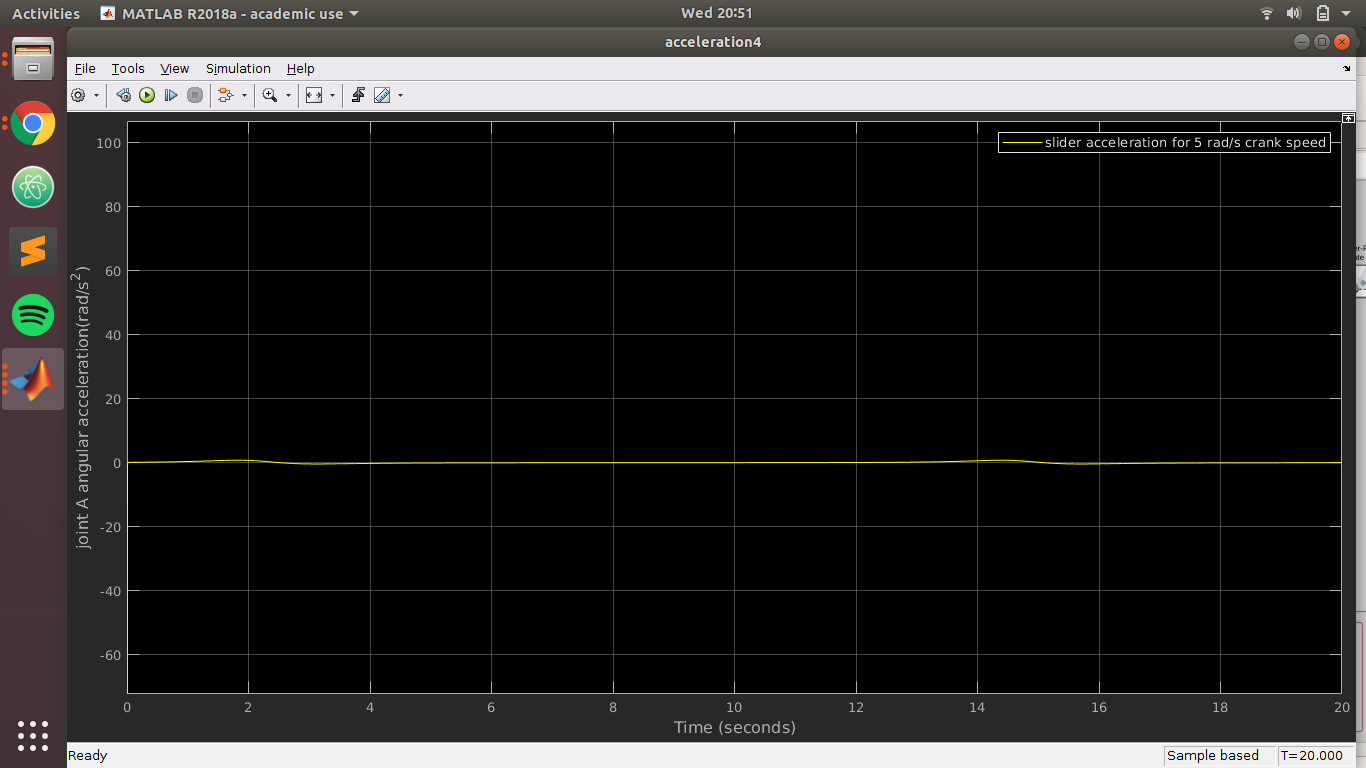 Activities MATLAB R2018a - academic use Wed 20:51
acceleration4
File Tools View Simulation Help
slider acceleration for 5 rad/s crank speed
joint A angular acceleration(rad/s²)
100
80
60
40
20
0
-20
-40
-60
0 2 4 6 8 10 12 14 16 18 20
Time (seconds)
Ready Sample based T=20.000